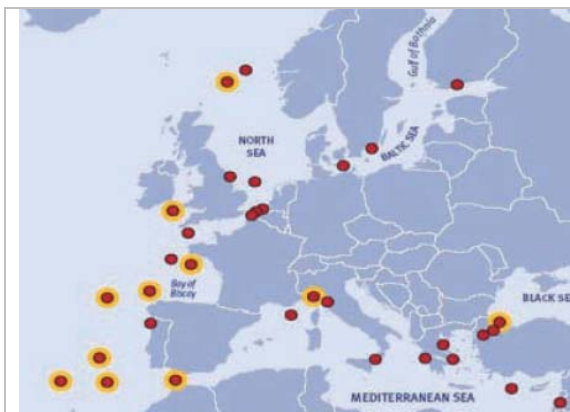 Gulf of Bothnia
NORTH
SEA
BALTIC SEA
Bay of
Biscay
BLACK SE
MEDITERRANEAN SEA